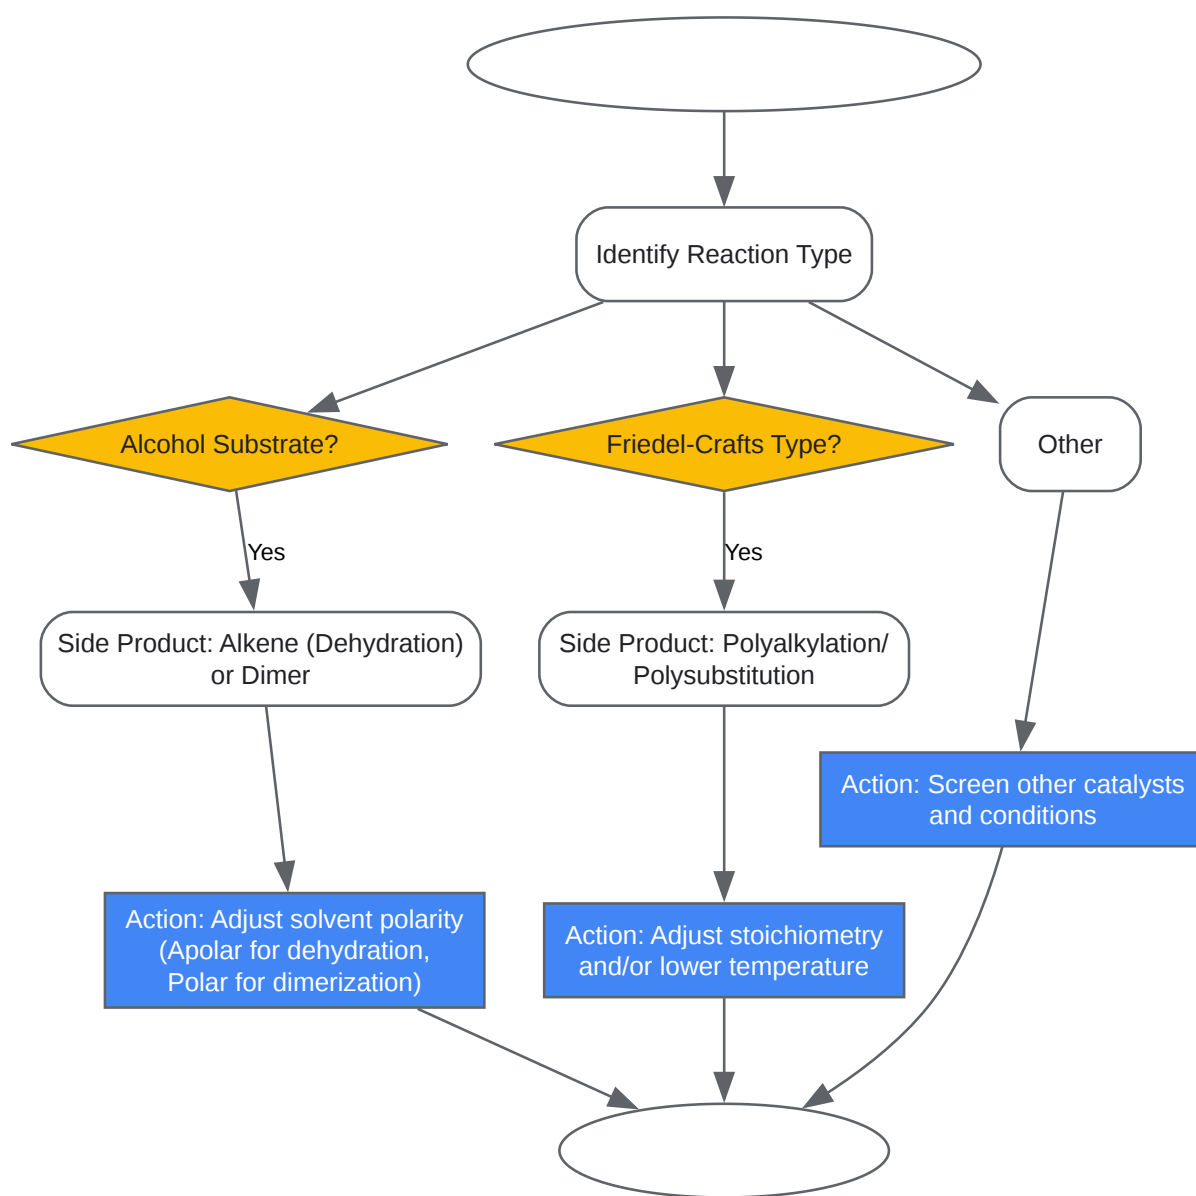 Identify Reaction Type
Alcohol Substrate?
Friedel-Crafts Type?
Other
Yes
Yes
Side Product: Alkene (Dehydration)
or Dimer
Side Product: Polyalkylation/
Polysubstitution
Action: Screen other catalysts
and conditions
Action: Adjust solvent polarity
(Apolar for dehydration,
Polar for dimerization)
Action: Adjust stoichiometry
and/or lower temperature